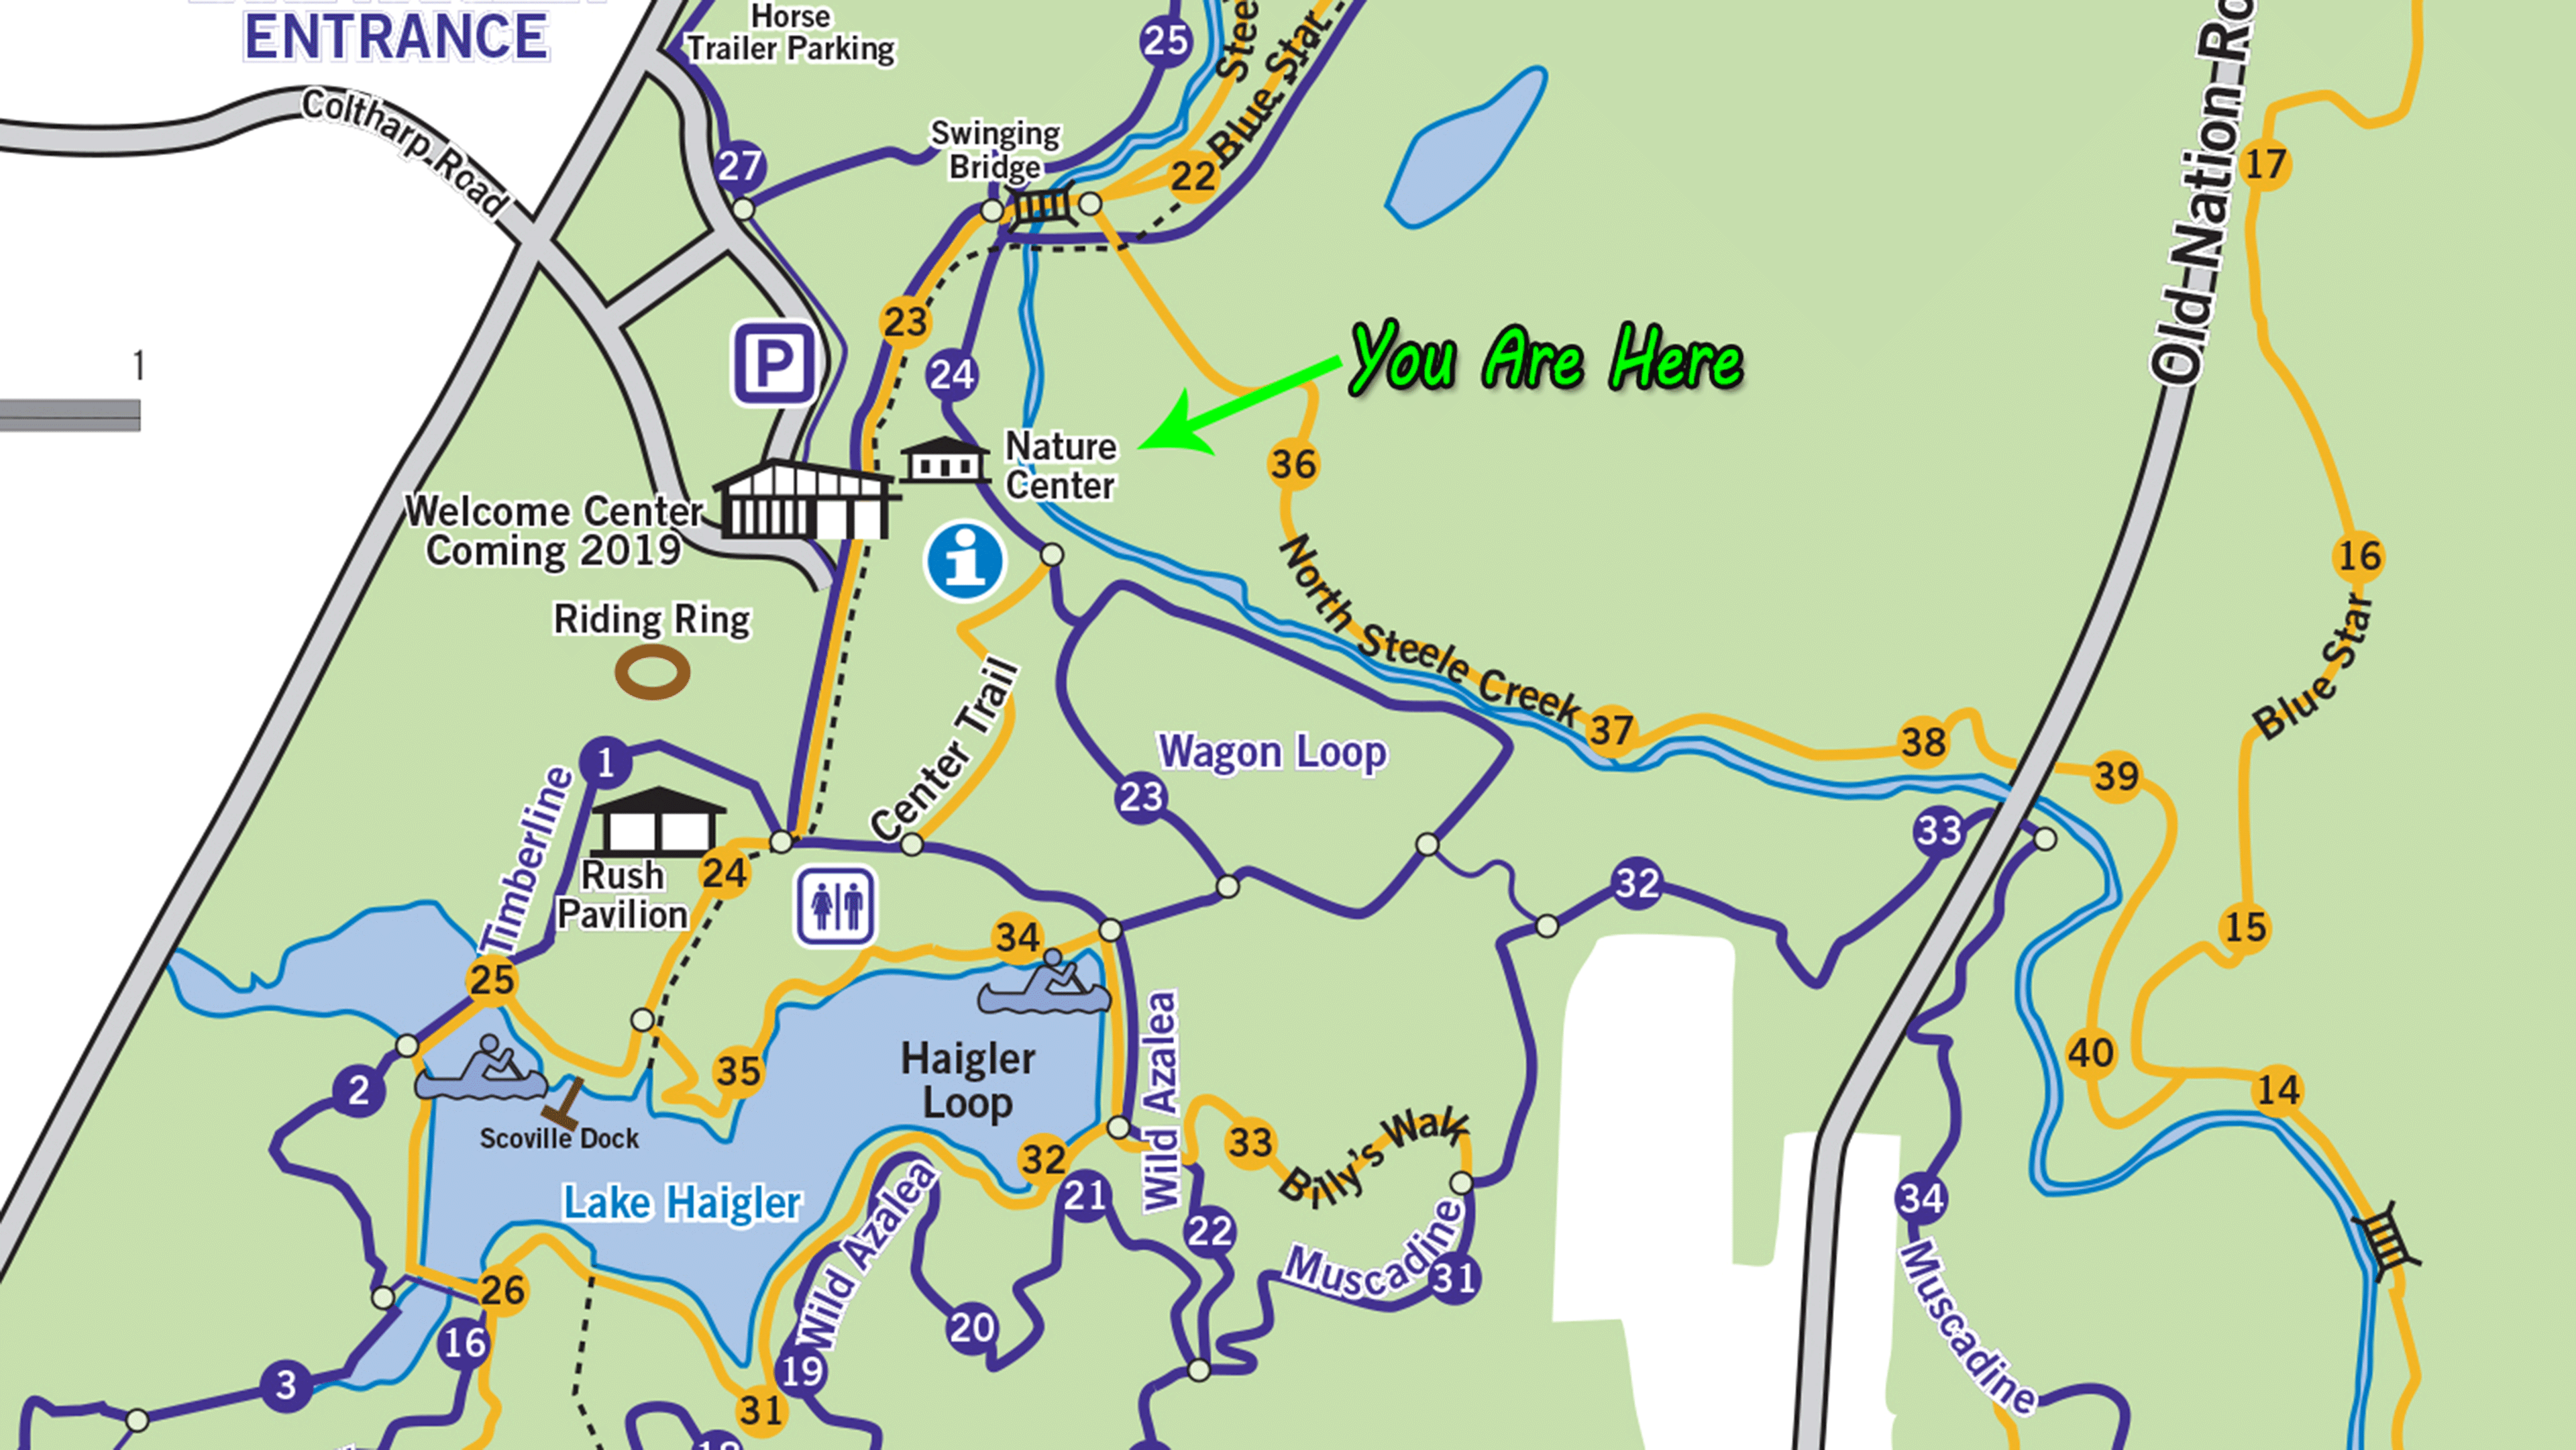 ENTRANCE
Horse
Trailer Parking
25
Coltharp Road
27
Swinging
Bridge
Blue Star
22
Old Nation
17
1
P
23
24
You Are Here
Nature
Center
36
Welcome Center
Coming 2019
i
16
North Steele Creek
Riding Ring
Blue Star
Center Trail
Wagon Loop
37
38
39
1
Timberline
23
33
Rush
Pavilion
24
32
34
15
25
Haigler
Loop
35
40
2
14
Scoville Dock
Wild Azalea
33
Billy's Walk
32
21
34
Lake Haigler
Wild Azalea
22
Muscadine
31
Muscadine
26
16
20
3
19
31
18